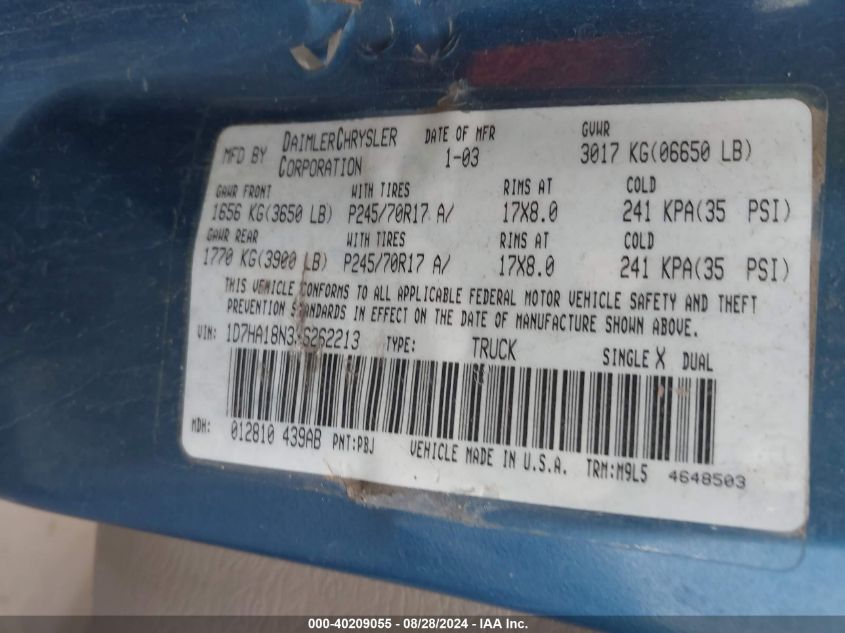 MFD BY DAIMLERCHRYSLER CORPORATION DATE OF MFR 1-03 GVWR 3017 KG(06650 LB)
GAWR FRONT WITH TIRES RIMS AT COLD
1656 KG(3650 LB) P245/70R17 A/ 17X8.0 241 KPA(35 PSI)
GAWR REAR WITH TIRES RIMS AT COLD
1770 KG(3900 LB) P245/70R17 A/ 17X8.0 241 KPA(35 PSI)
THIS VEHICLE CONFORMS TO ALL APPLICABLE FEDERAL MOTOR VEHICLE SAFETY AND THEFT
PREVENTION STANDARDS IN EFFECT ON THE DATE OF MANUFACTURE SHOWN ABOVE.
VIN: TYPE: TRUCK SINGLE X DUAL
MDH: 012810 439AB PNT:PBJ VEHICLE MADE IN U.S.A. TRM:M9L5 4648503
000-40209055 - 08/28/2024 - IAA Inc.